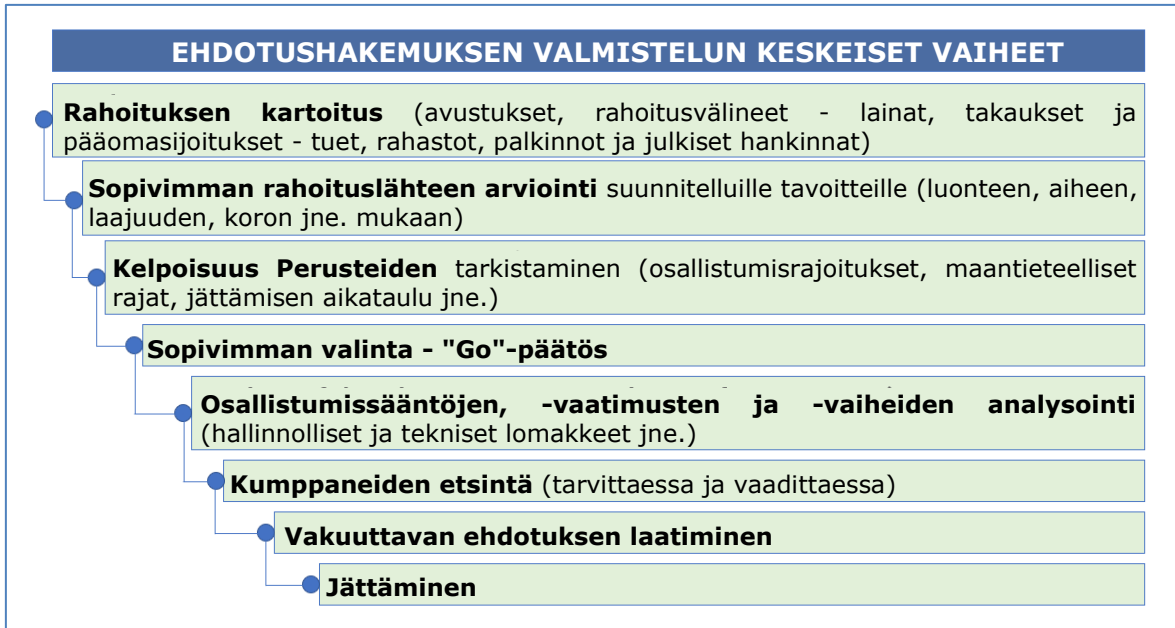 EHDOTUSHAKEMUKSEN VALMISTELUN KESKEISET VAIHEET
Rahoituksen kartoitus (avustukset, rahoitusvälineet - lainat, takaukset ja
pääomasijoitukset - tuet, rahastot, palkinnot ja julkiset hankinnat)
Sopivimman rahoituslähteen arviointi suunnitelluille tavoitteille (luonteen, aiheen,
laajuuden, koron jne. mukaan)
Kelpoisuus Perusteiden tarkistaminen (osallistumisrajoitukset, maantieteelliset
rajat, jättämisen aikataulu jne.)
Sopivimman valinta - "Go"-päätös
Osallistumissääntöjen, -vaatimusten ja -vaiheiden analysointi
(hallinnolliset ja tekniset lomakkeet jne.)
Kumppaneiden etsintä (tarvittaessa ja vaadittaessa)
Vakuuttavan ehdotuksen laatiminen
Jättäminen